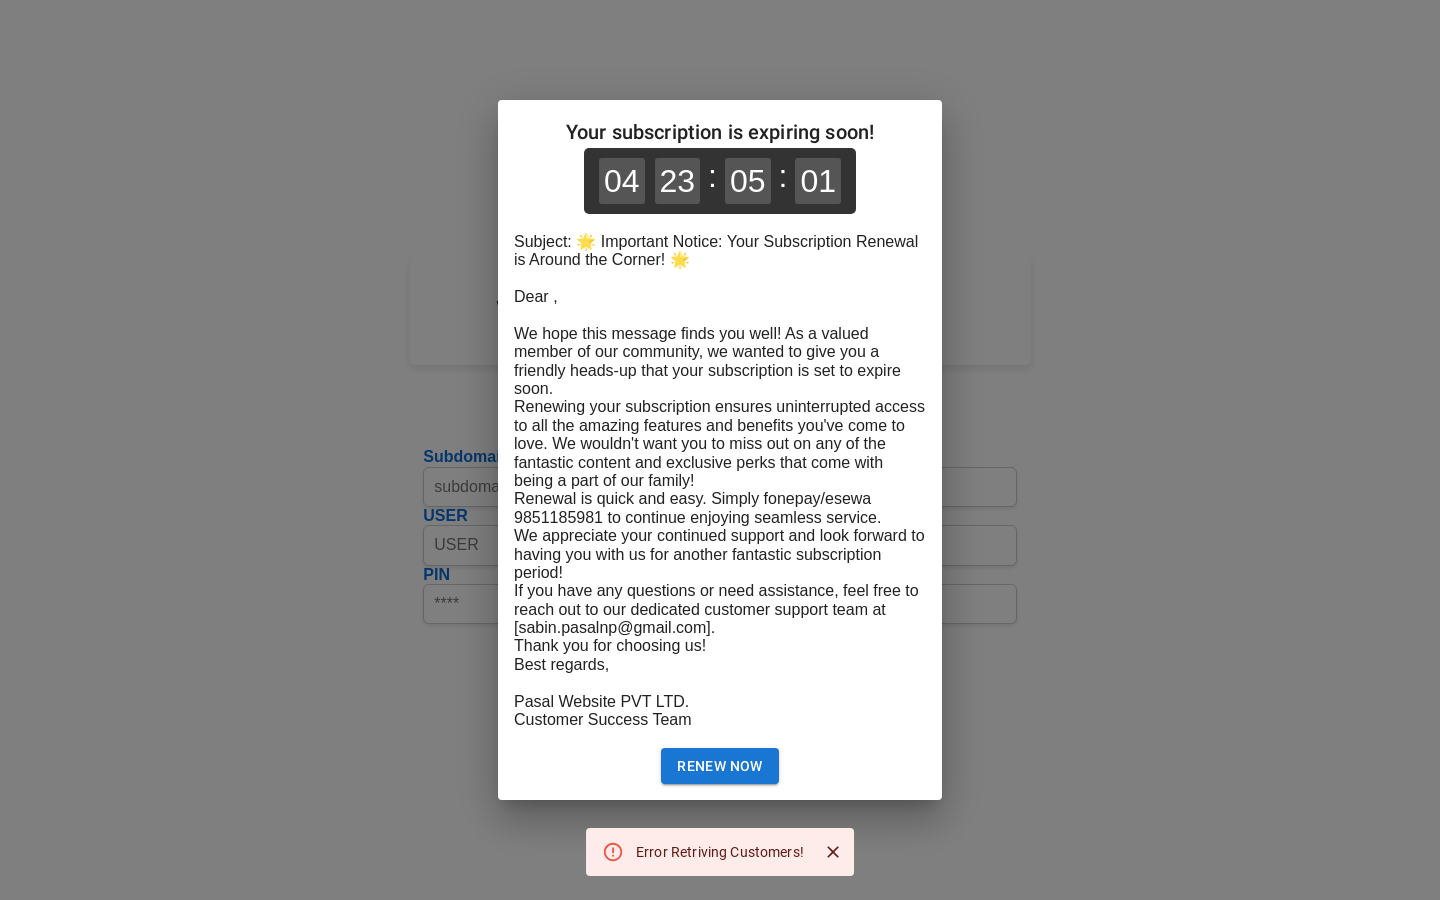 Your subscription is expiring soon!
04 23 : 05 : 01
Subject: 🌟 Important Notice: Your Subscription Renewal
is Around the Corner! 🌟
Dear ,
We hope this message finds you well! As a valued
member of our community, we wanted to give you a
friendly heads-up that your subscription is set to expire
soon.
Renewing your subscription ensures uninterrupted access
to all the amazing features and benefits you've come to
love. We wouldn't want you to miss out on any of the
fantastic content and exclusive perks that come with
being a part of our family!
Renewal is quick and easy. Simply fonepay/esewa
9851185981 to continue enjoying seamless service.
We appreciate your continued support and look forward to
having you with us for another fantastic subscription
period!
If you have any questions or need assistance, feel free to
reach out to our dedicated customer support team at
[sabin.pasalnp@gmail.com].
Thank you for choosing us!
Best regards,
Pasal Website PVT LTD.
Customer Success Team
RENEW NOW
USER
USER
PIN
****
Error Retriving Customers!